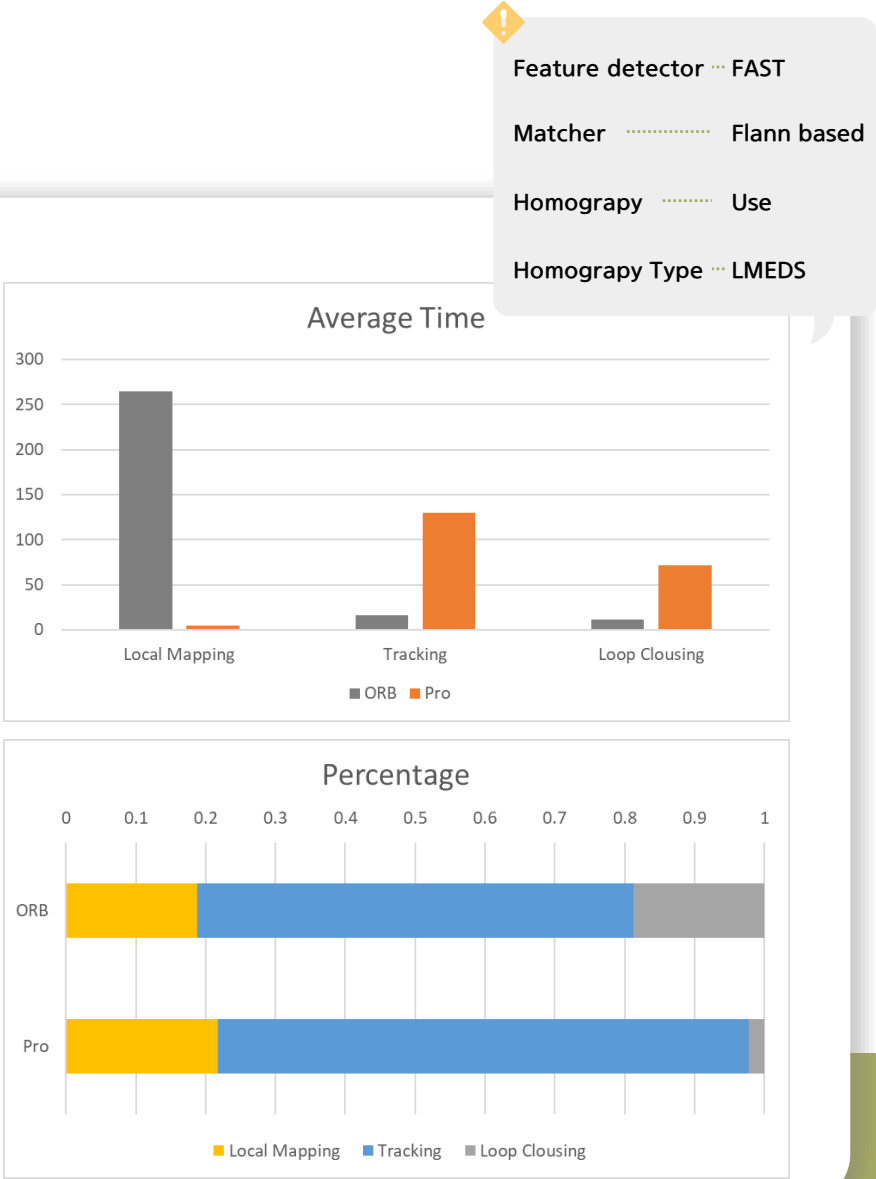 Feature detector ··· FAST
Matcher ················ Flann based
Homograpy ·········· Use
Homograpy Type ··· LMEDS
Average Time
300
250
200
150
100
50
0
Local Mapping Tracking Loop Clousing
ORB Pro
Percentage
0 0.1 0.2 0.3 0.4 0.5 0.6 0.7 0.8 0.9 1
ORB
Pro
Local Mapping Tracking Loop Clousing